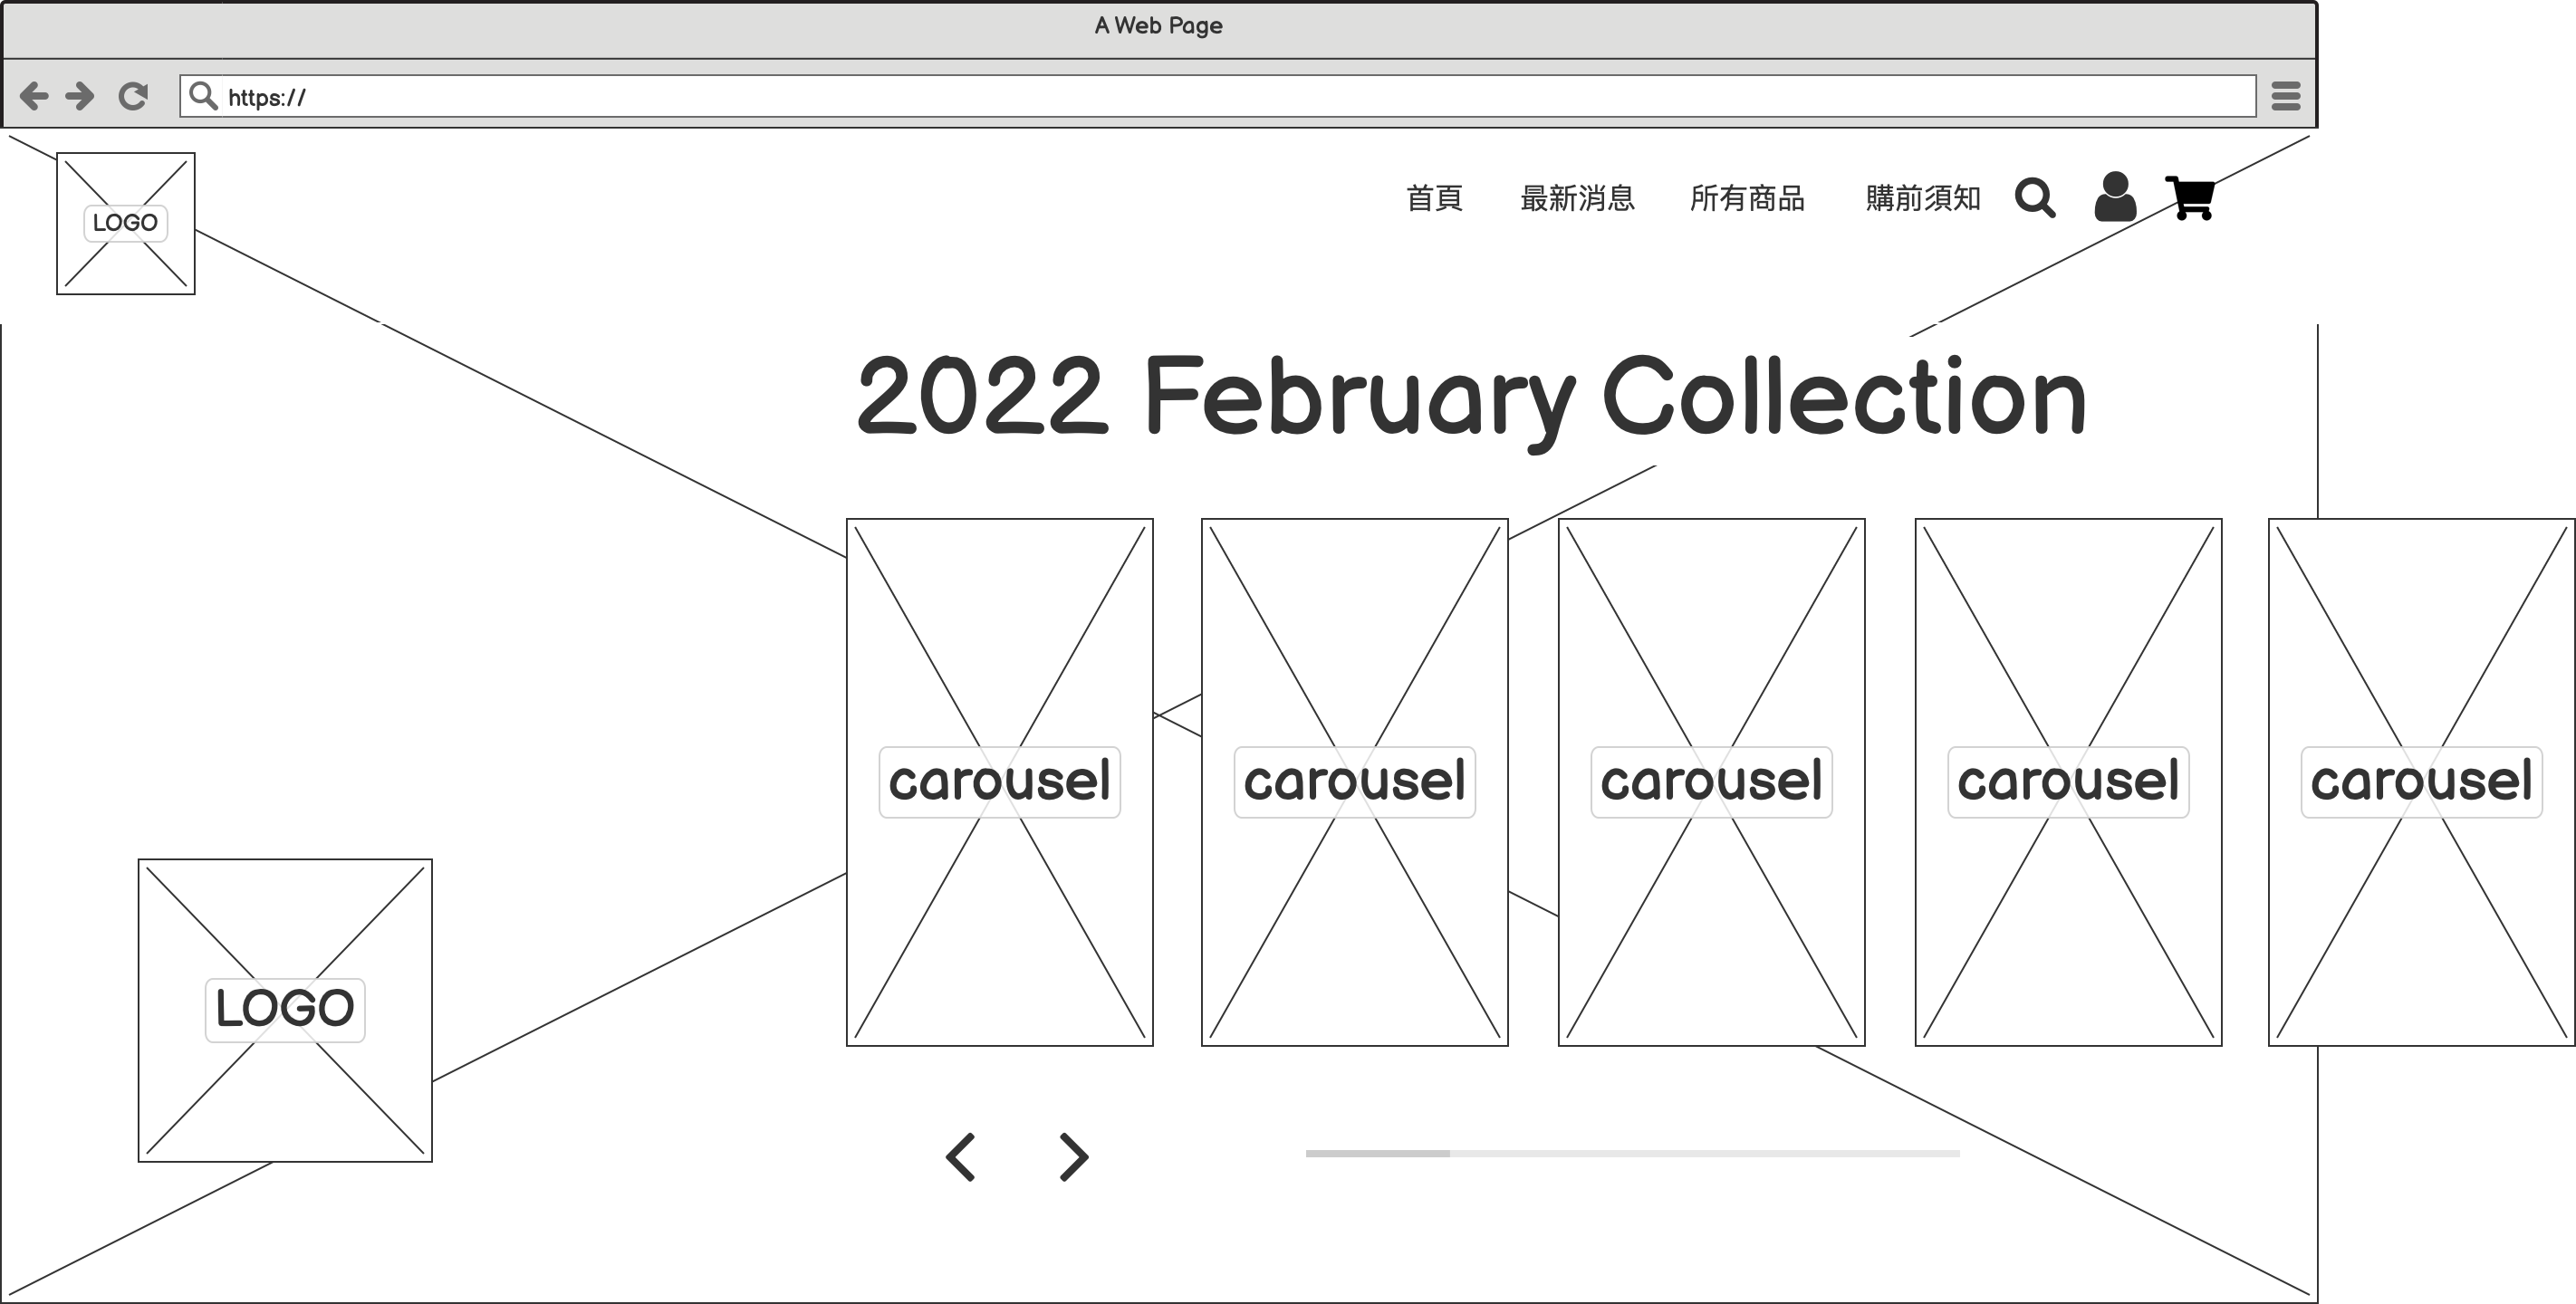 A Web Page
https://
LOGO
首頁 最新消息 所有商品 購前須知
2022 February Collection
carousel carousel carousel carousel carousel
LOGO